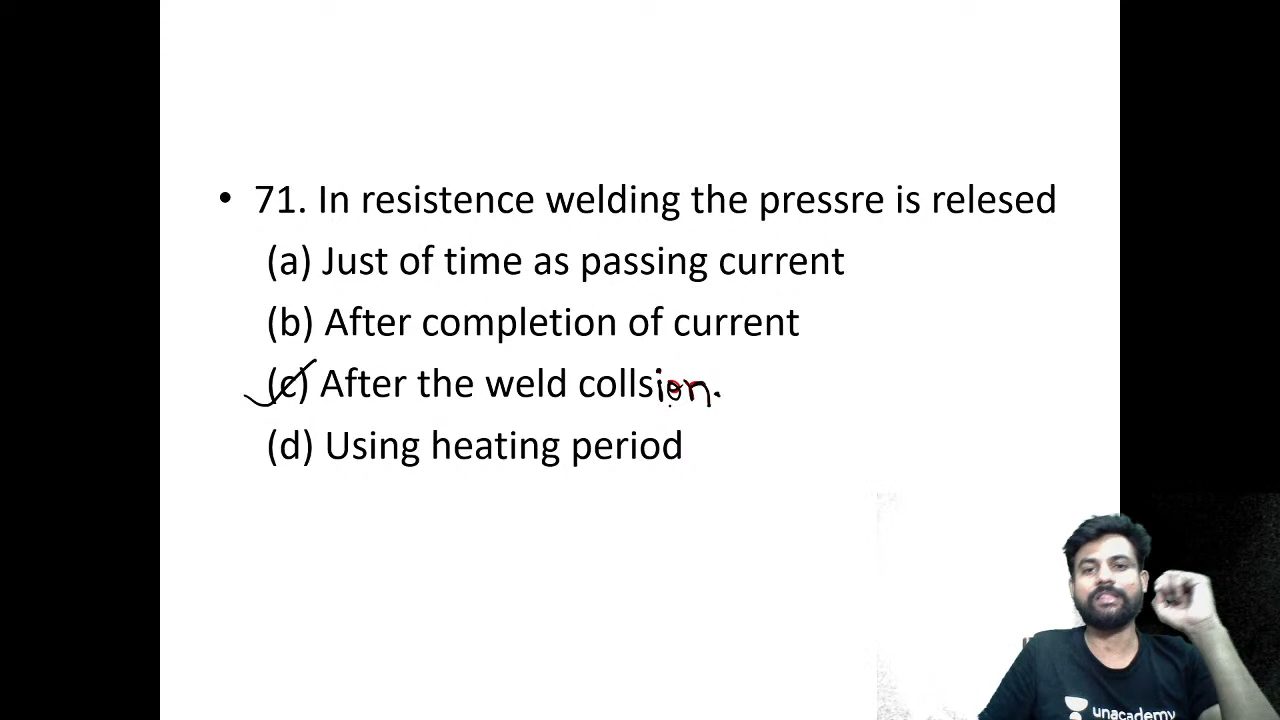 • 71. In resistence welding the pressre is relesed
(a) Just of time as passing current
(b) After completion of current
(c) After the weld collsion.
(d) Using heating period
unacademy